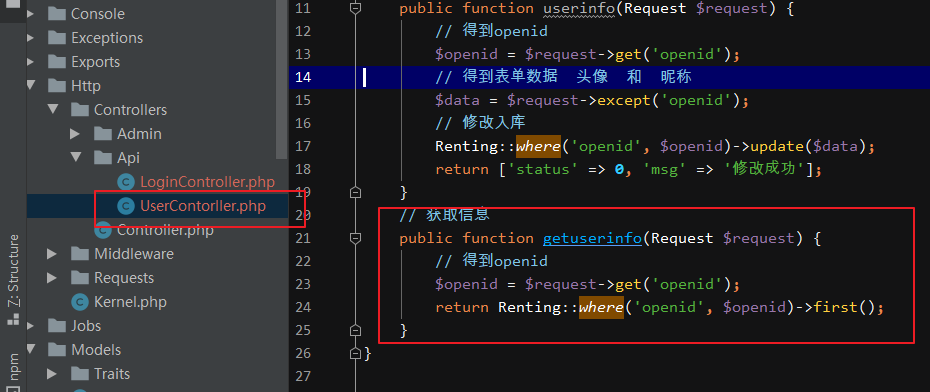 Console
Exceptions
Exports
Http
Controllers
Admin
Api
LoginController.php
UserContorller.php
Controller.php
Middleware
Requests
Kernel.php
Jobs
Models
Traits
Z: Structure
npm
11 public function userinfo(Request $request) {
12 // 得到openid
13 $openid = $request->get('openid');
14 // 得到表单数据 头像 和 昵称
15 $data = $request->except('openid');
16 // 修改入库
17 Renting::where('openid', $openid)->update($data);
18 return ['status' => 0, 'msg' => '修改成功'];
19 }
20 // 获取信息
21 public function getuserinfo(Request $request) {
22 // 得到openid
23 $openid = $request->get('openid');
24 return Renting::where('openid', $openid)->first();
25 }
26 }
27